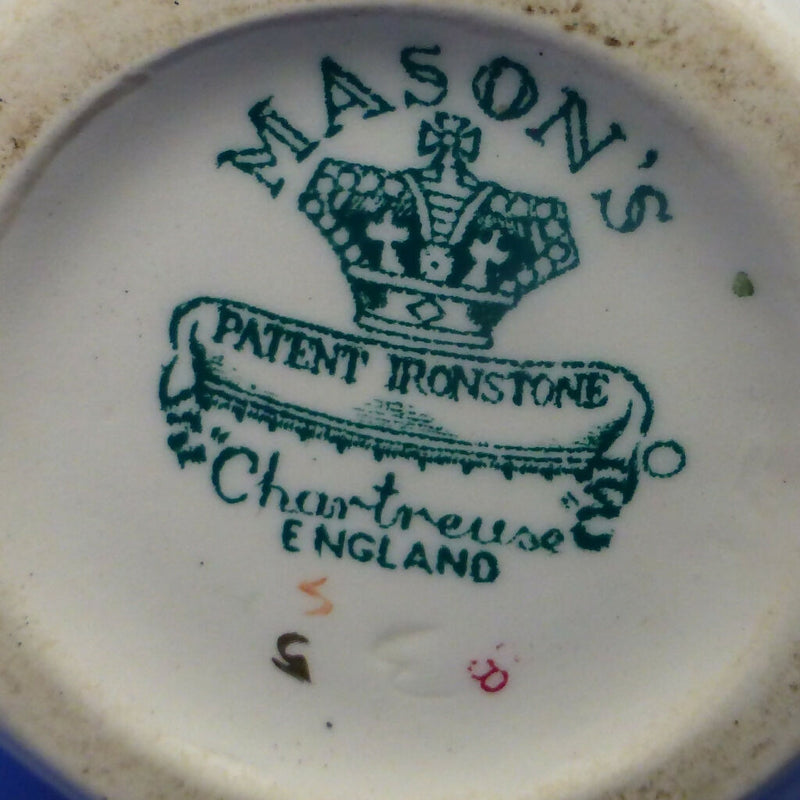 MASON'S
PATENT IRONSTONE
"Chartreuse"
ENGLAND